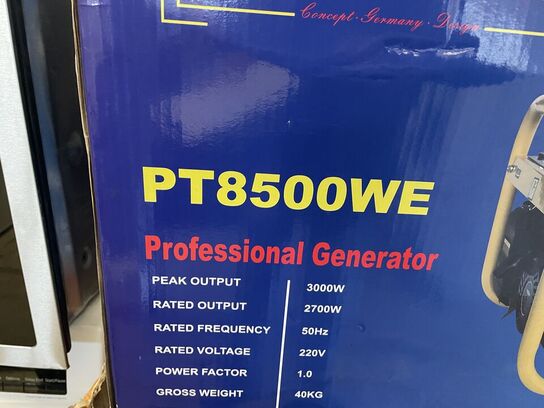 Concept · Germany · Design
PT8500WE
Professional Generator
PEAK OUTPUT 3000W
RATED OUTPUT 2700W
RATED FREQUENCY 50Hz
RATED VOLTAGE 220V
POWER FACTOR 1.0
GROSS WEIGHT 40KG